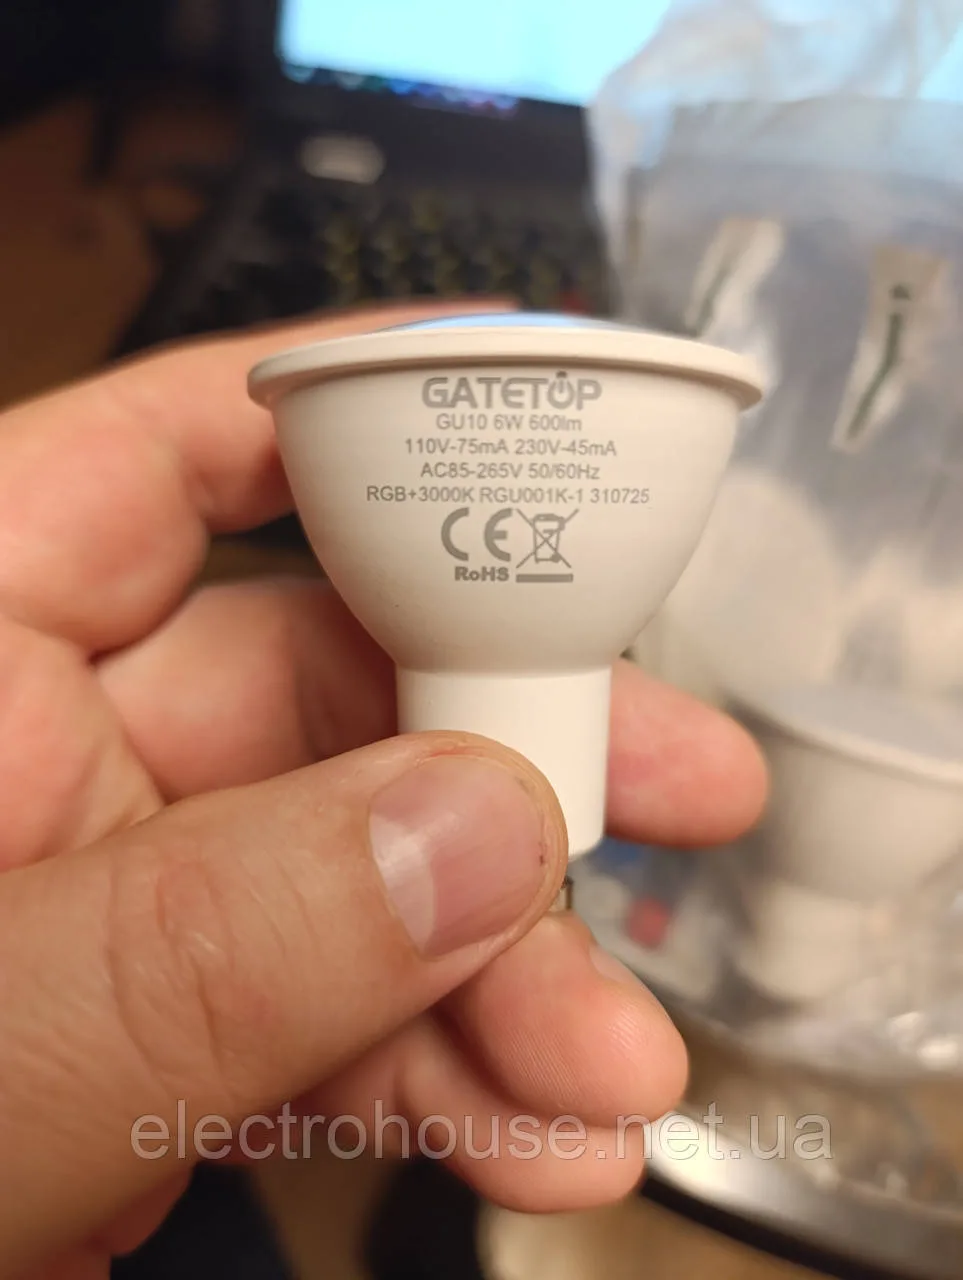 GATETOP
GU10 6W 600lm
110V-75mA 230V-45mA
AC85-265V 50/60Hz
RGB+3000K RGU001K-1 310725
CE
RoHS
electrohouse.net.ua